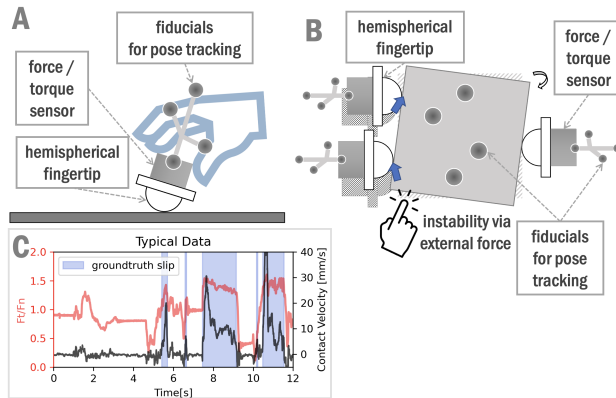 A
fiducials
for pose tracking
force /
torque
sensor
hemispherical
fingertip
B
hemispherical
fingertip
force /
torque
sensor
instability via
external force
fiducials
for pose
tracking
C
Typical Data
groundtruth slip
Ft/Fn
2.0
1.5
1.0
0.5
0.0
0 2 4 6 8 10 12
Time[s]
40
30
20
10
0
Contact Velocity [mm/s]